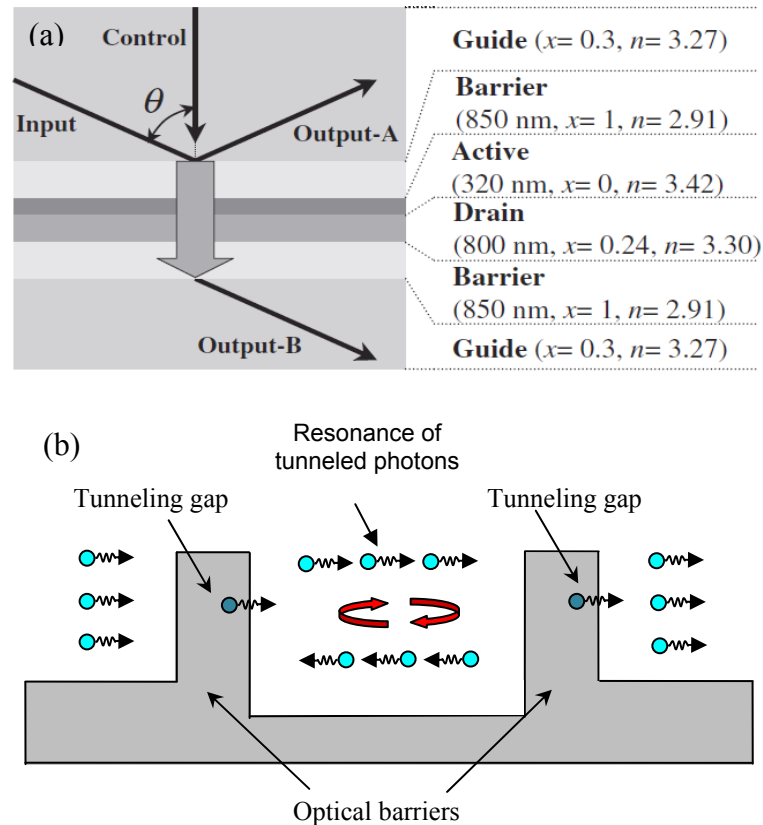 (a)
Control
θ
Input
Output-A
Output-B
Guide (x= 0.3, n= 3.27)
Barrier
(850 nm, x= 1, n= 2.91)
Active
(320 nm, x= 0, n= 3.42)
Drain
(800 nm, x= 0.24, n= 3.30)
Barrier
(850 nm, x= 1, n= 2.91)
Guide (x= 0.3, n= 3.27)
(b)
Resonance of
tunneled photons
Tunneling gap
Tunneling gap
Optical barriers